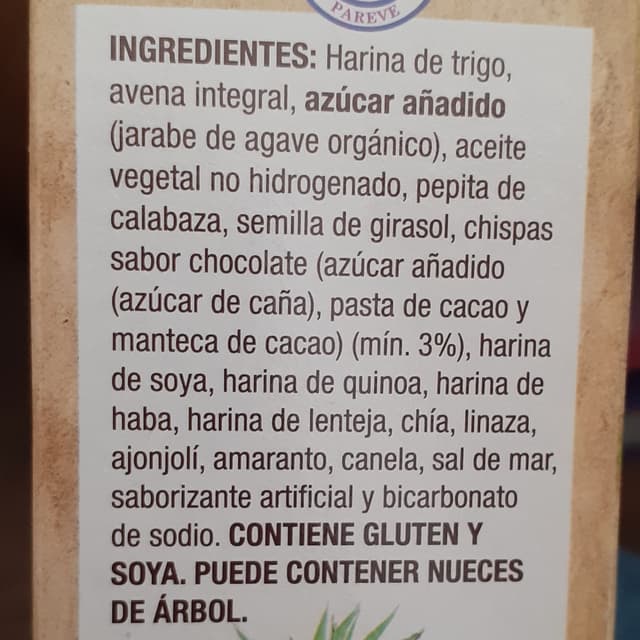 PAREVE
INGREDIENTES: Harina de trigo,
avena integral, azúcar añadido
(jarabe de agave orgánico), aceite
vegetal no hidrogenado, pepita de
calabaza, semilla de girasol, chispas
sabor chocolate (azúcar añadido
(azúcar de caña), pasta de cacao y
manteca de cacao) (mín. 3%), harina
de soya, harina de quinoa, harina de
haba, harina de lenteja, chía, linaza,
ajonjolí, amaranto, canela, sal de mar,
saborizante artificial y bicarbonato
de sodio. CONTIENE GLUTEN Y
SOYA. PUEDE CONTENER NUECES
DE ÁRBOL.